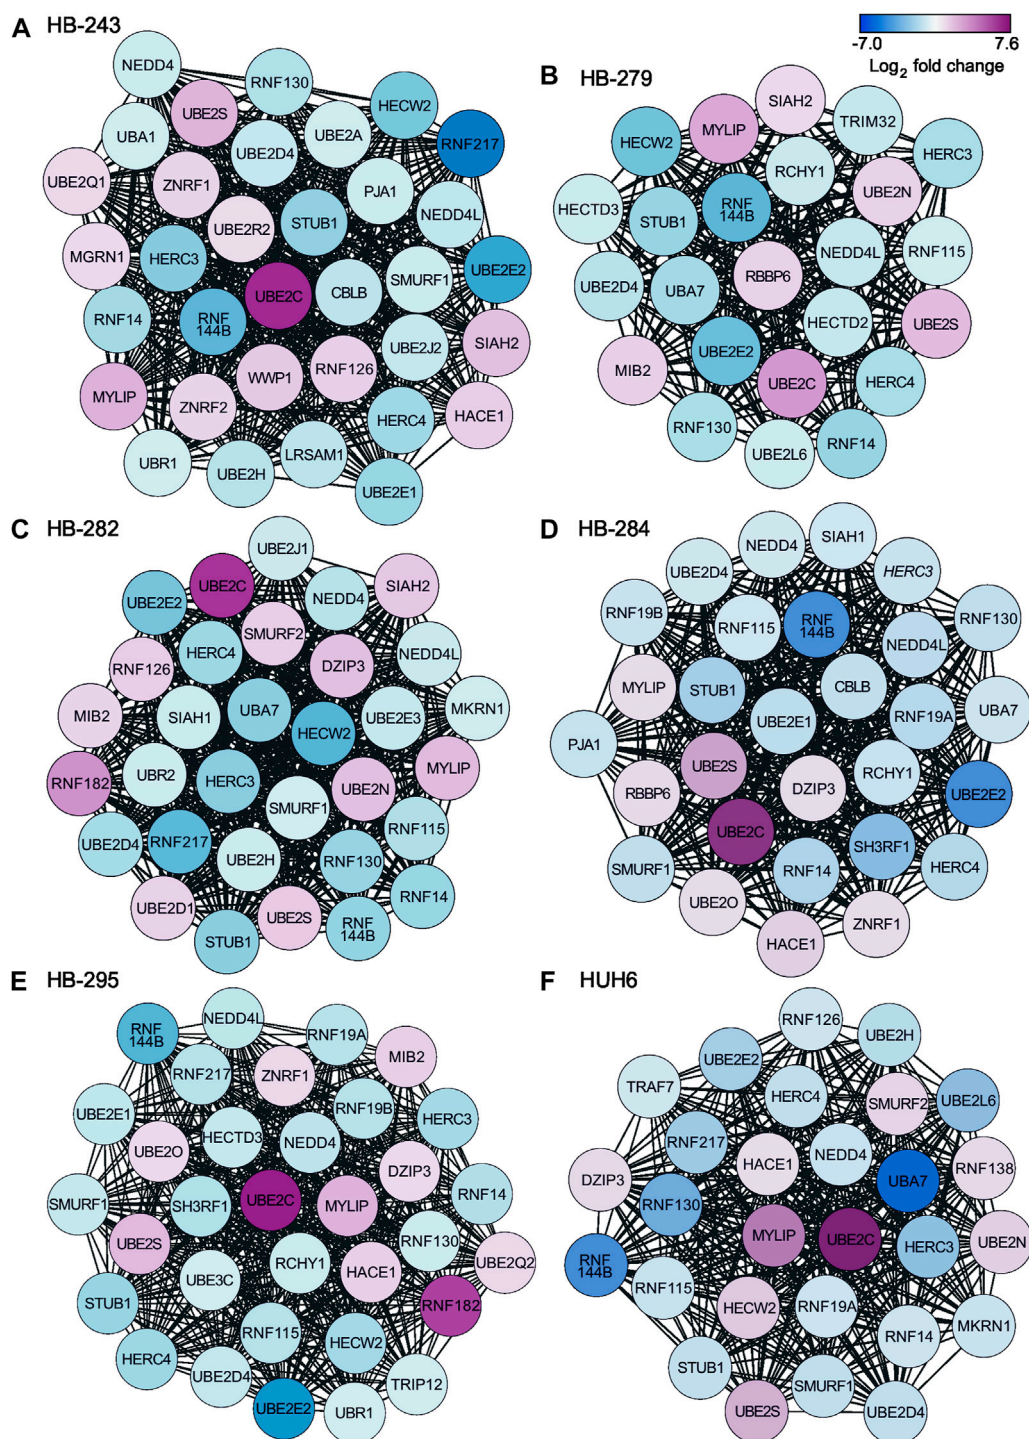 A HB-243
-7.0 7.6
Log2 fold change
NEDD4
RNF130
UBE2S
HECW2
UBA1
UBE2D4
UBE2A
RNF217
UBE2Q1
ZNRF1
PJA1
NEDD4L
UBE2R2
STUB1
MGRN1
HERC3
UBE2E2
UBE2C
CBLB
SMURF1
RNF14
RNF
144B
UBE2J2
SIAH2
MYLIP
ZNRF2
WWP1
RNF126
HERC4
HACE1
UBR1
UBE2H
LRSAM1
UBE2E1
B HB-279
SIAH2
MYLIP
TRIM32
HECW2
HERC3
RCHY1
UBE2N
HECTD3
STUB1
RNF
144B
NEDD4L
RNF115
UBE2D4
UBA7
RBBP6
HECTD2
UBE2S
MIB2
UBE2E2
UBE2C
HERC4
RNF130
UBE2L6
RNF14
C HB-282
UBE2J1
UBE2C
SIAH2
UBE2E2
NEDD4
SMURF2
HERC4
NEDD4L
RNF126
DZIP3
MIB2
SIAH1
UBA7
UBE2E3
MKRN1
HECW2
RNF182
UBR2
HERC3
UBE2N
MYLIP
SMURF1
UBE2D4
RNF217
RNF115
UBE2H
RNF130
UBE2D1
UBE2S
RNF14
STUB1
RNF
144B
D HB-284
SIAH1
NEDD4
UBE2D4
HERC3
RNF19B
RNF115
RNF
144B
RNF130
NEDD4L
MYLIP
STUB1
CBLB
UBE2E1
RNF19A
UBA7
PJA1
UBE2S
RCHY1
RBBP6
DZIP3
UBE2E2
UBE2C
SH3RF1
SMURF1
RNF14
HERC4
UBE2O
ZNRF1
HACE1
E HB-295
NEDD4L
RNF
144B
RNF19A
MIB2
RNF217
ZNRF1
RNF19B
UBE2E1
HERC3
HECTD3
NEDD4
UBE2O
DZIP3
RNF14
SMURF1
SH3RF1
UBE2C
MYLIP
UBE2S
RNF130
RCHY1
UBE2Q2
UBE3C
HACE1
STUB1
RNF182
RNF115
HECW2
HERC4
UBE2D4
TRIP12
UBE2E2
UBR1
F HUH6
RNF126
UBE2H
UBE2E2
TRAF7
HERC4
SMURF2
UBE2L6
RNF217
NEDD4
HACE1
RNF138
DZIP3
UBA7
RNF130
MYLIP
UBE2C
HERC3
UBE2N
RNF
144B
RNF115
HECW2
RNF19A
MKRN1
RNF14
STUB1
SMURF1
UBE2S
UBE2D4